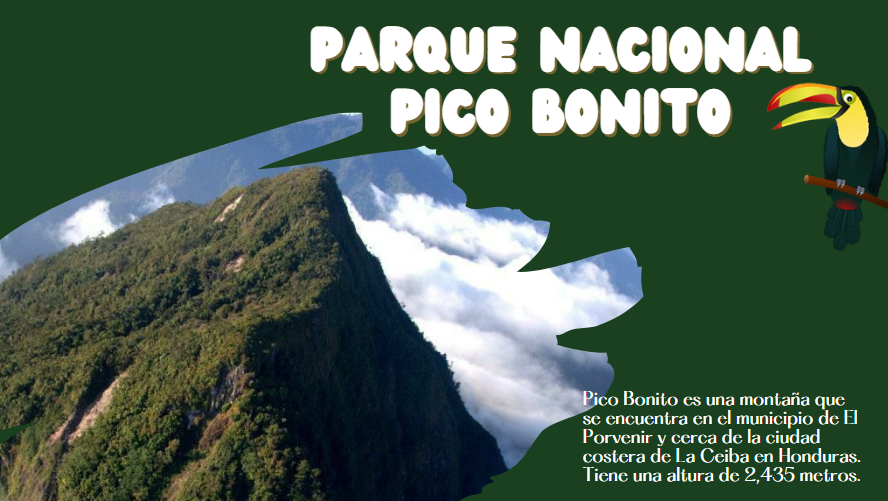 PARQUE NACIONAL
PICO BONITO
Pico Bonito es una montaña que
se encuentra en el municipio de El
Porvenir y cerca de la ciudad
costera de La Ceiba en Honduras.
Tiene una altura de 2,435 metros.